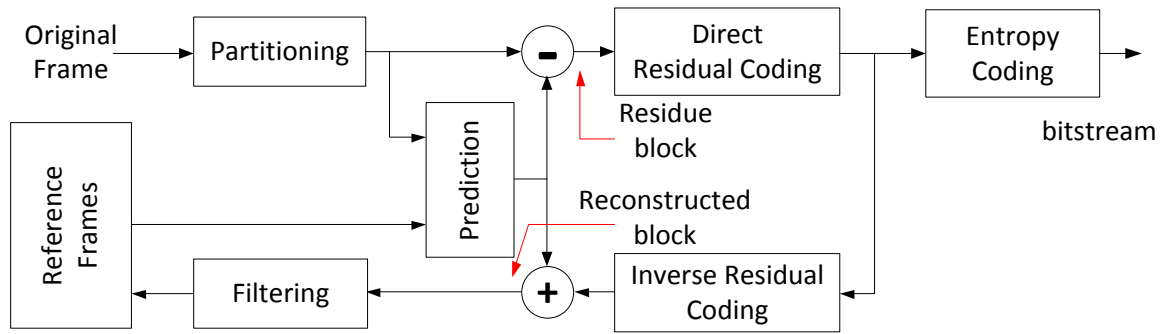 Original
Frame
Partitioning
-
Direct
Residual Coding
Entropy
Coding
bitstream
Residue
block
Prediction
Reference
Frames
Reconstructed
block
Filtering
+
Inverse Residual
Coding